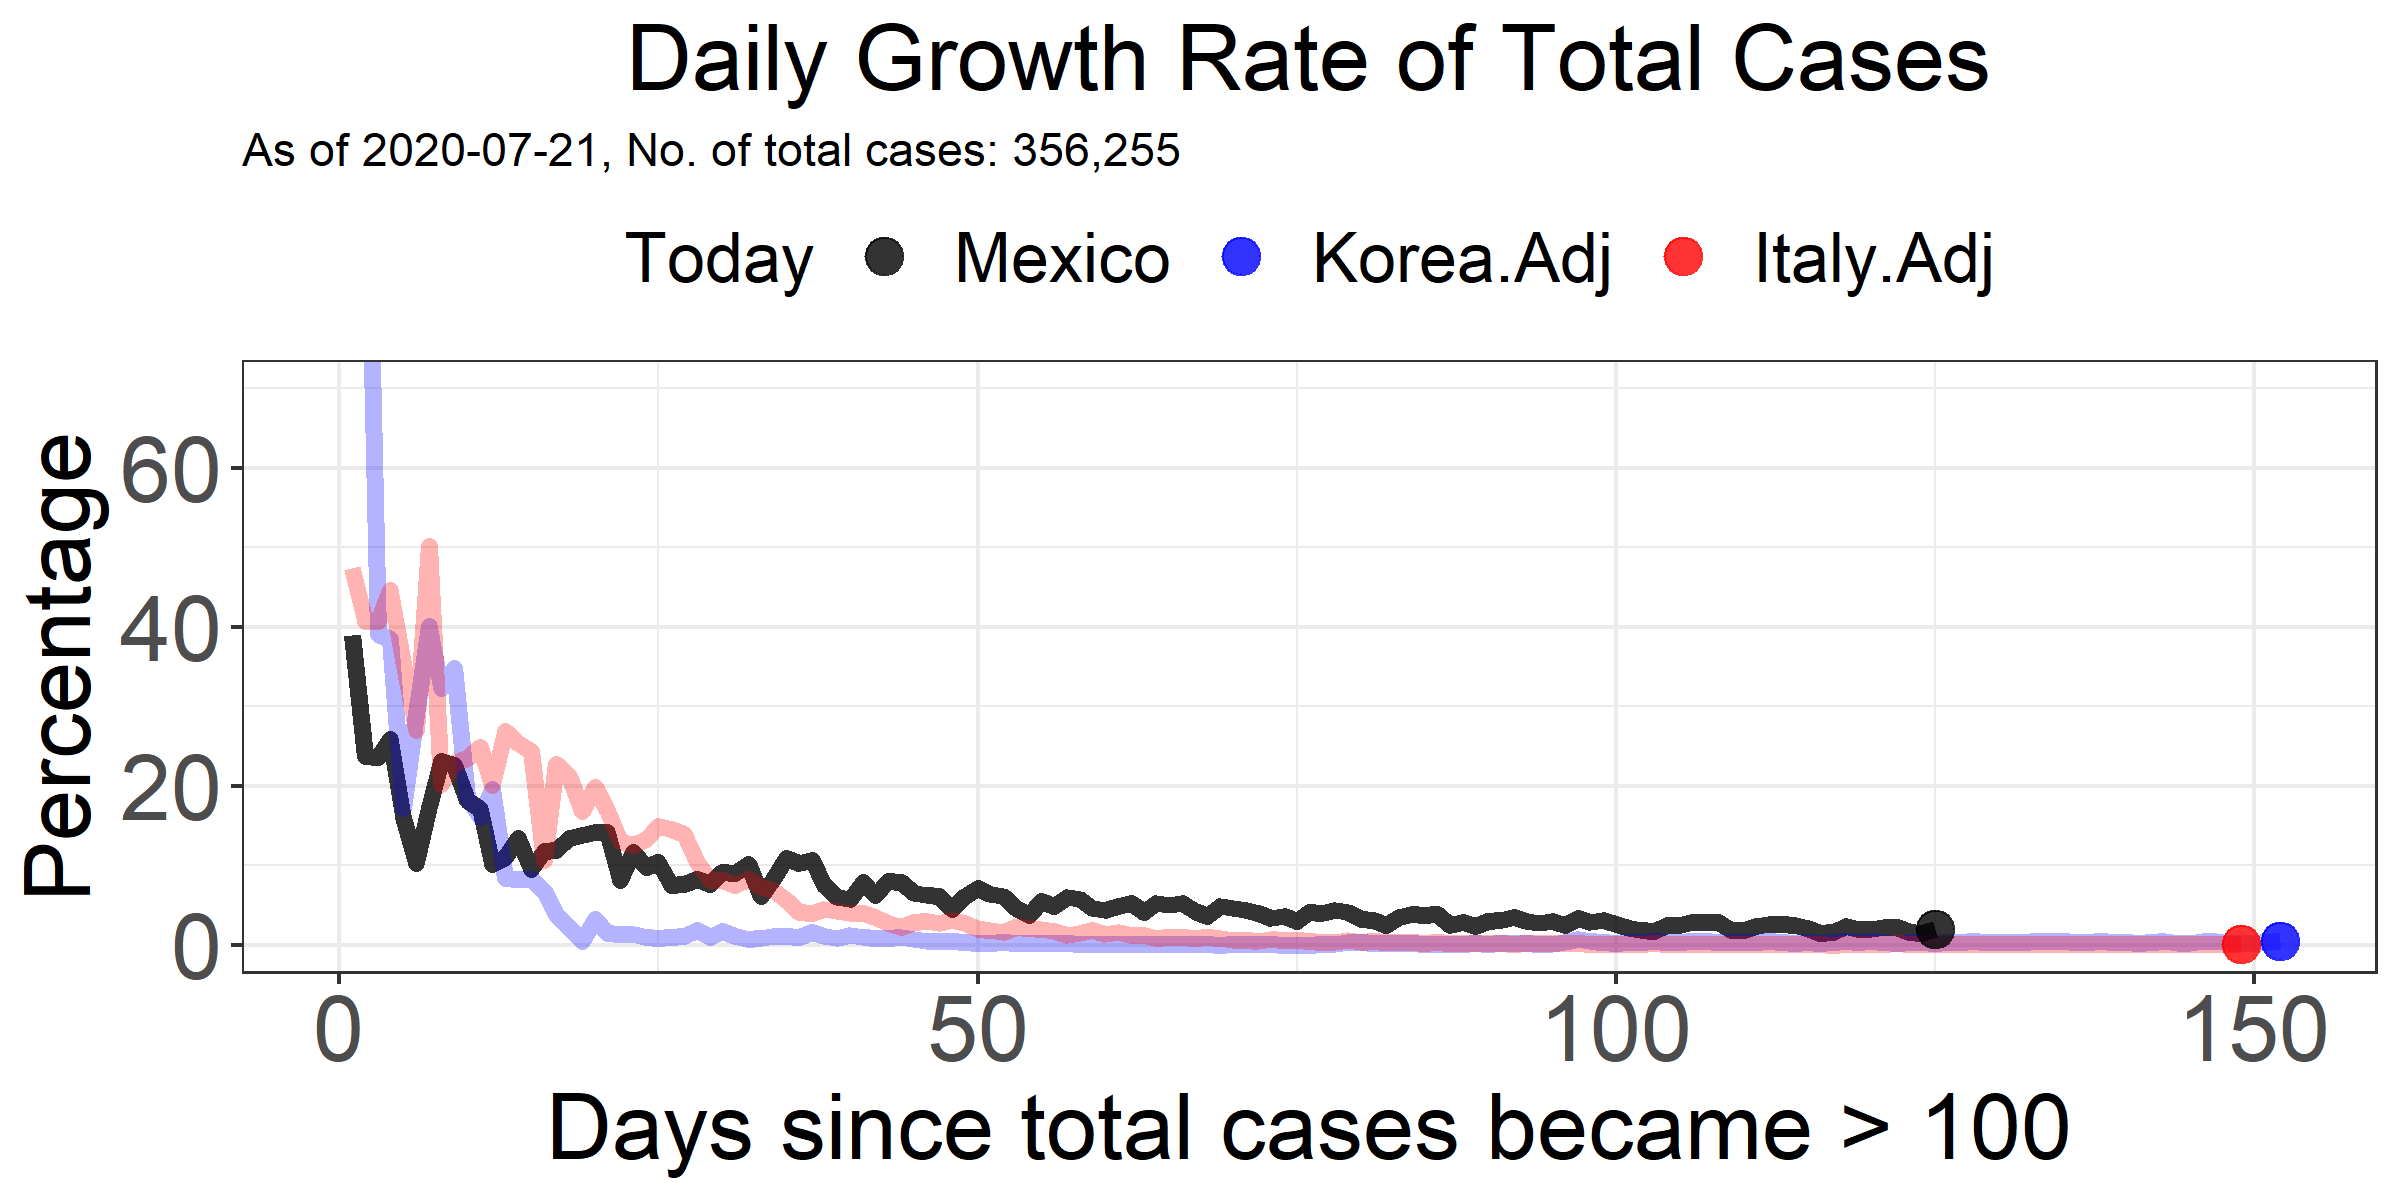 Daily Growth Rate of Total Cases
As of 2020-07-21, No. of total cases: 356,255
Today Mexico Korea.Adj Italy.Adj
Percentage
60
40
20
0
0 50 100 150
Days since total cases became > 100